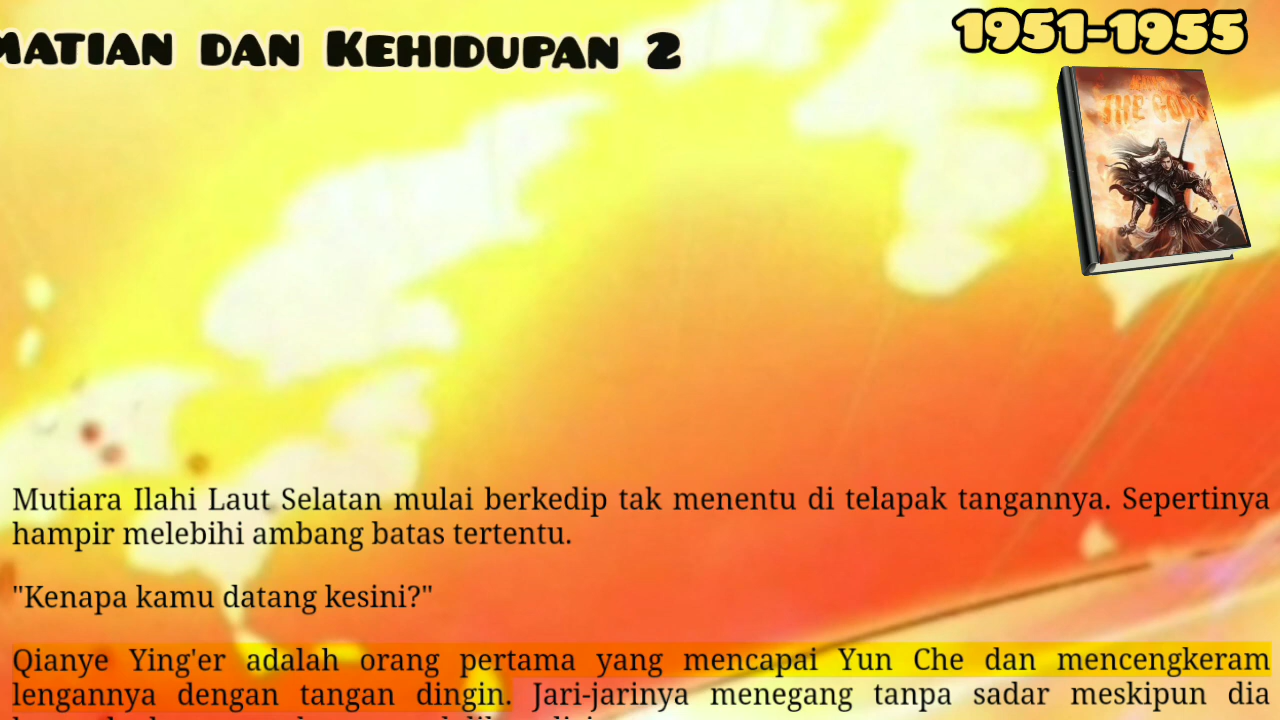 MATIAN DAN KEHIDUPAN 2
1951-1955
THE GODS
Mutiara Ilahi Laut Selatan mulai berkedip tak menentu di telapak tangannya. Sepertinya
hampir melebihi ambang batas tertentu.
"Kenapa kamu datang kesini?"
Qianye Ying'er adalah orang pertama yang mencapai Yun Che dan mencengkeram
lengannya dengan tangan dingin. Jari-jarinya menegang tanpa sadar meskipun dia